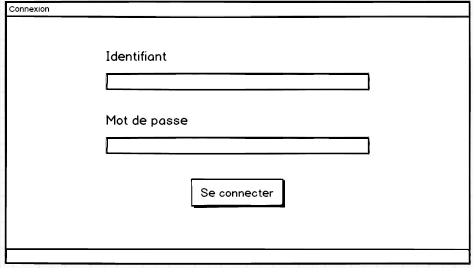 Connexion
Identifiant
Mot de passe
Se connecter